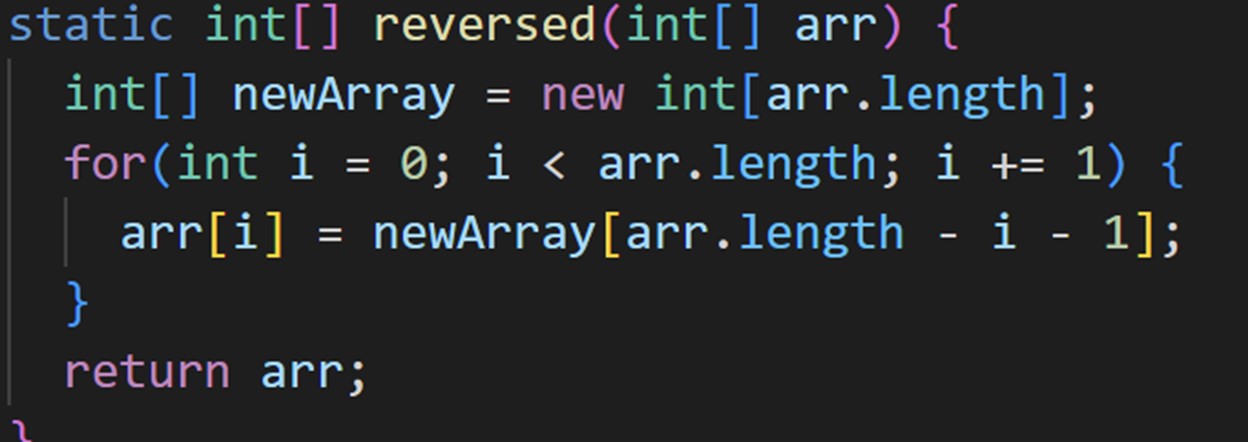 static int[] reversed(int[] arr) {
  int[] newArray = new int[arr.length];
  for(int i = 0; i < arr.length; i += 1) {
    arr[i] = newArray[arr.length - i - 1];
  }
  return arr;
}